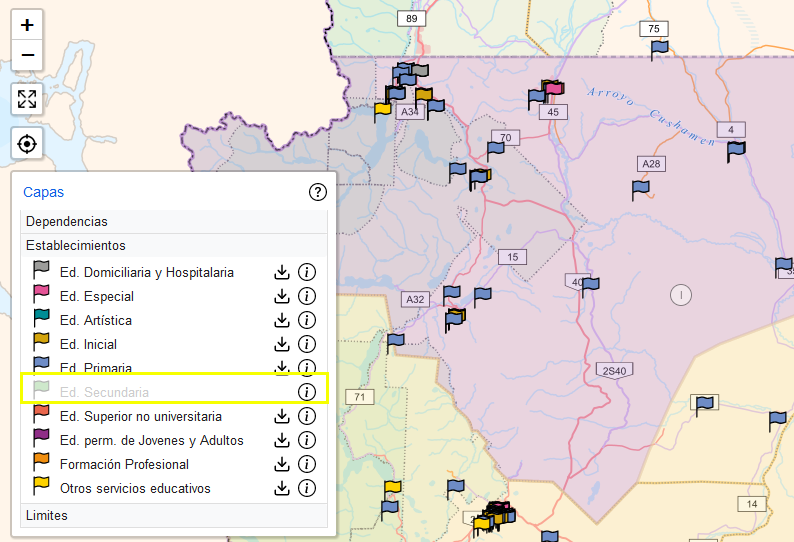 +
−
89
75
A34
45
Arroyo Cushamen
70
4
A28
Capas
?
Dependencias
Establecimientos
Ed. Domiciliaria y Hospitalaria
Ed. Especial
Ed. Artística
Ed. Inicial
Ed. Primaria
Ed. Secundaria
Ed. Superior no universitaria
Ed. perm. de Jovenes y Adultos
Formación Profesional
Otros servicios educativos
Limites
15
40
A32
I
2S40
71
14